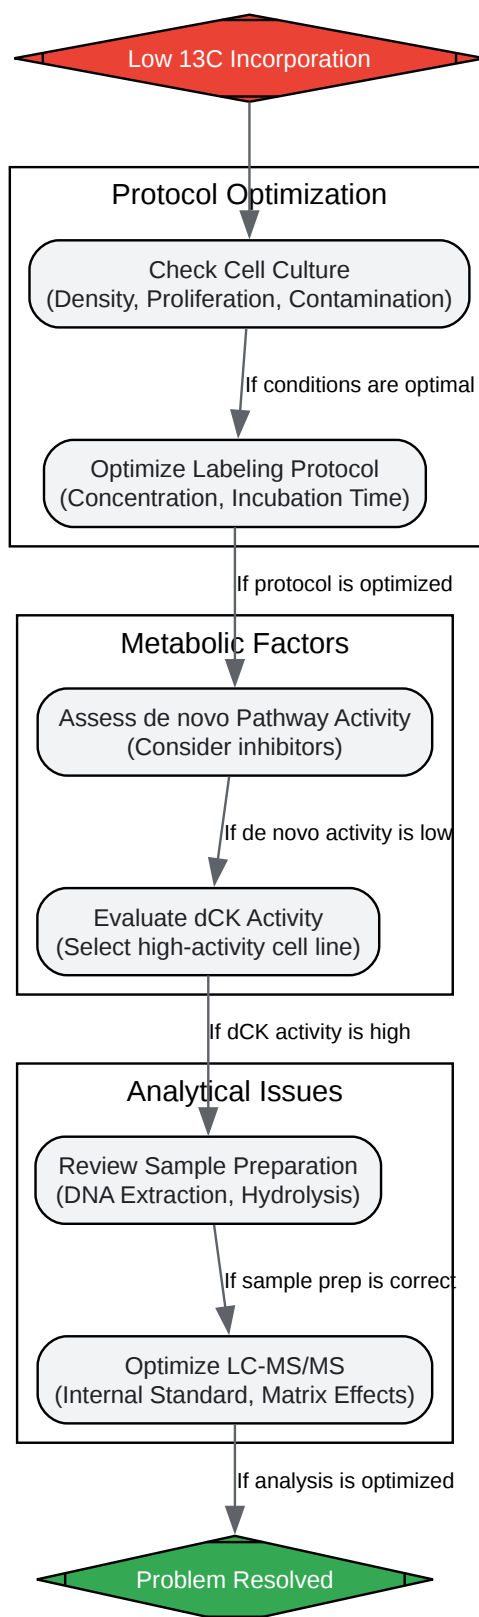 Low 13C Incorporation
Protocol Optimization
Check Cell Culture
(Density, Proliferation, Contamination)
If conditions are optimal
Optimize Labeling Protocol
(Concentration, Incubation Time)
If protocol is optimized
Metabolic Factors
Assess de novo Pathway Activity
(Consider inhibitors)
If de novo activity is low
Evaluate dCK Activity
(Select high-activity cell line)
If dCK activity is high
Analytical Issues
Review Sample Preparation
(DNA Extraction, Hydrolysis)
If sample prep is correct
Optimize LC-MS/MS
(Internal Standard, Matrix Effects)
If analysis is optimized
Problem Resolved